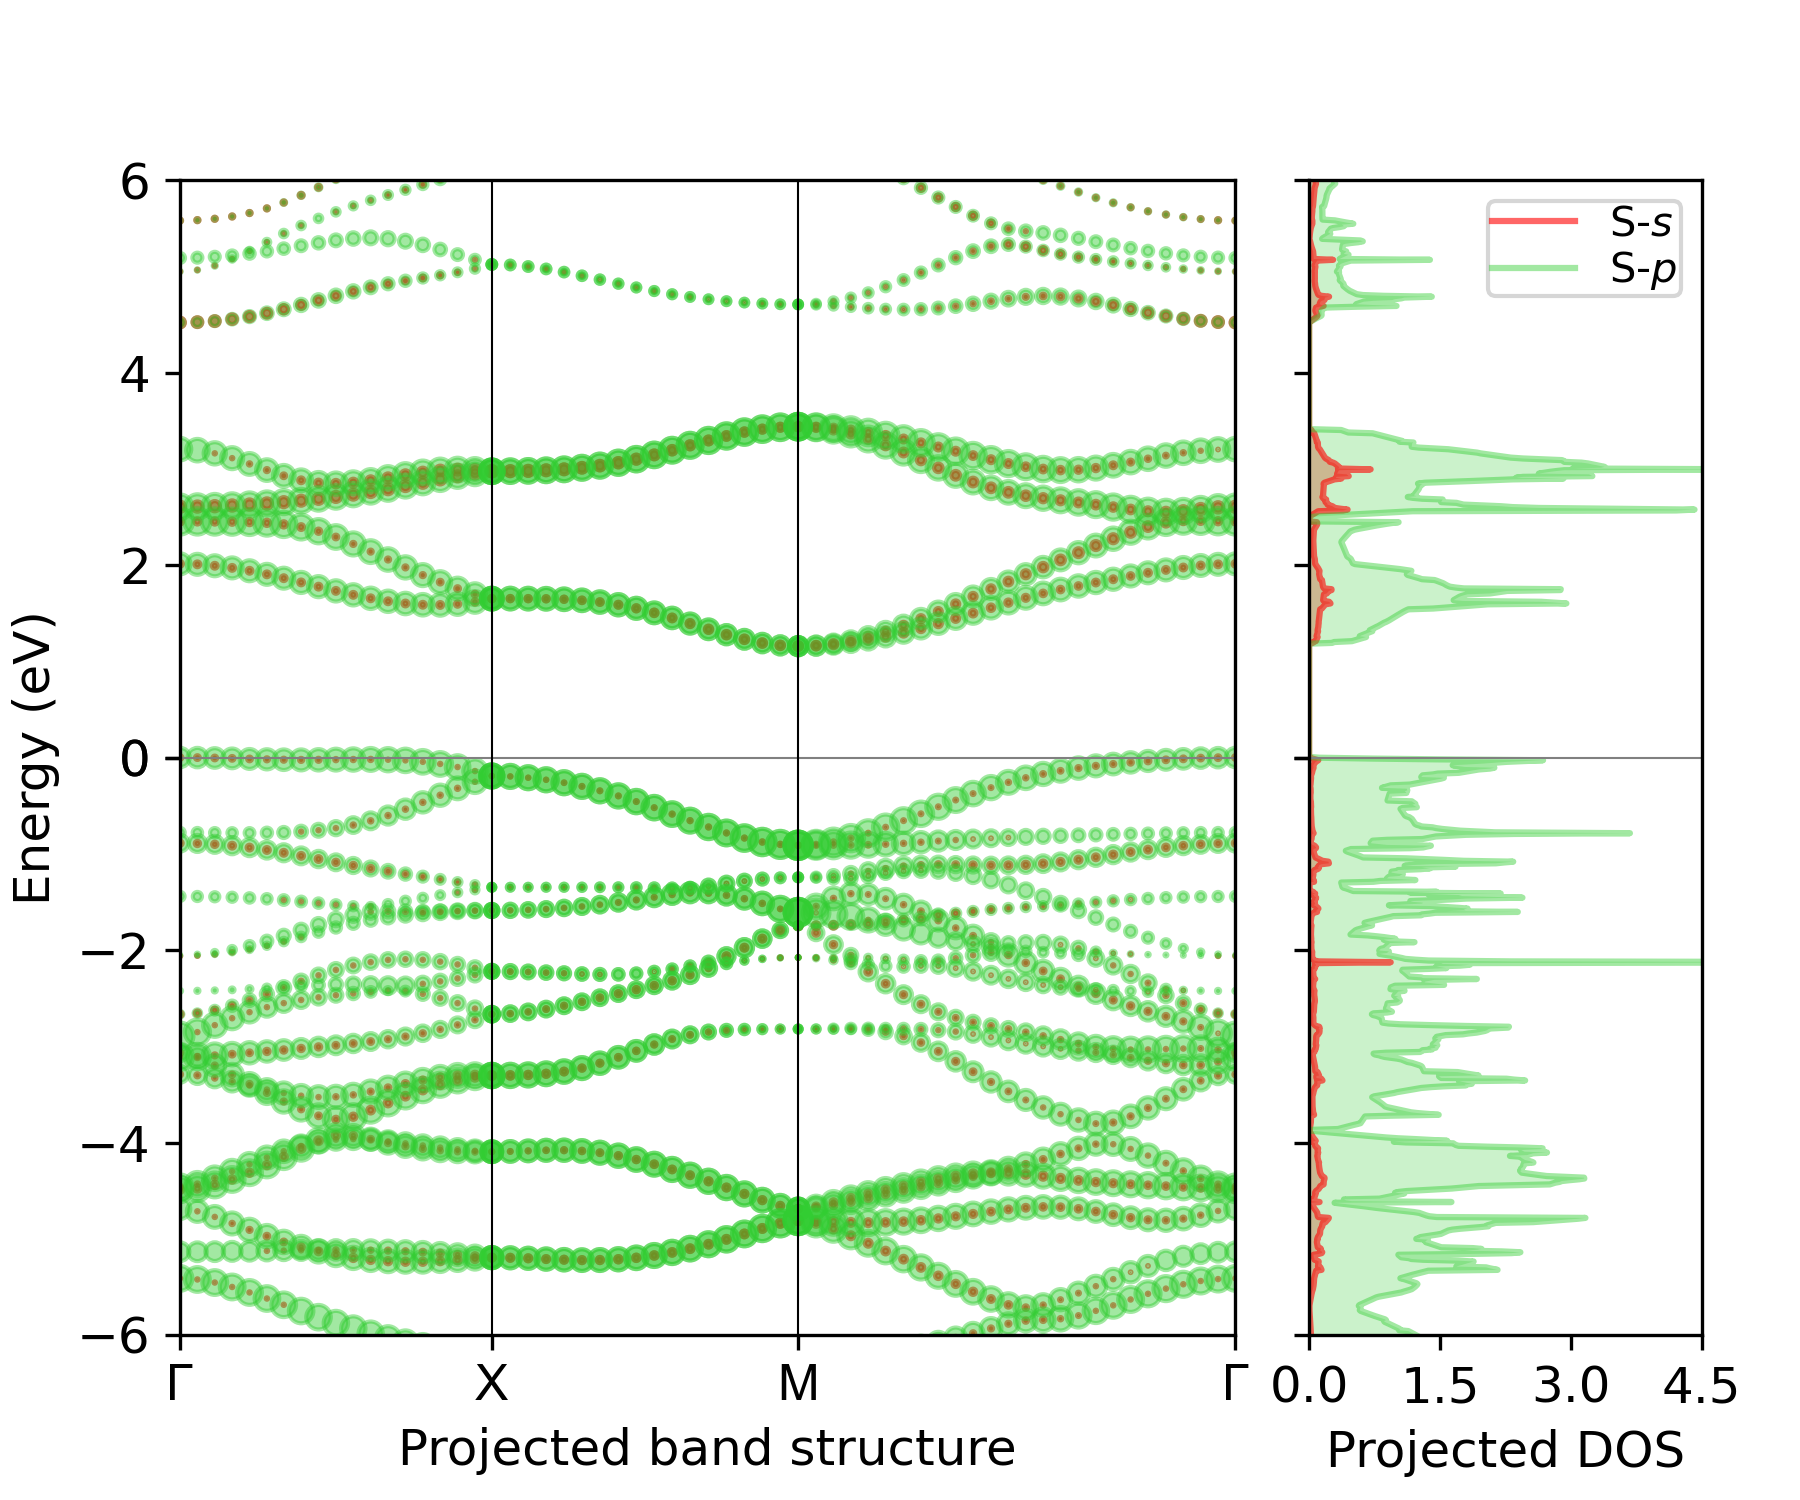 6
4
2
0
−2
−4
−6
Energy (eV)
Γ X M Γ
Projected band structure
S-s
S-p
0.0 1.5 3.0 4.5
Projected DOS